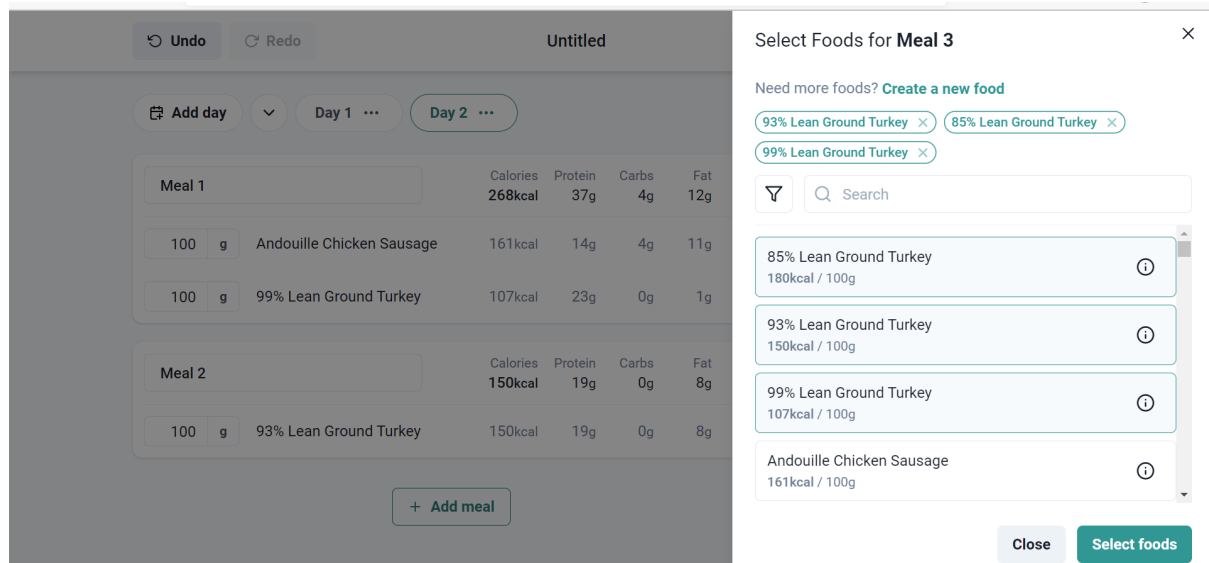 Undo
Redo
Untitled
Add day
Day 1
Day 2
Meal 1
Calories Protein Carbs Fat
268kcal 37g 4g 12g
100 g Andouille Chicken Sausage 161kcal 14g 4g 11g
100 g 99% Lean Ground Turkey 107kcal 23g 0g 1g
Meal 2
Calories Protein Carbs Fat
150kcal 19g 0g 8g
100 g 93% Lean Ground Turkey 150kcal 19g 0g 8g
+ Add meal
Select Foods for Meal 3
Need more foods? Create a new food
93% Lean Ground Turkey 85% Lean Ground Turkey
99% Lean Ground Turkey
Search
85% Lean Ground Turkey
180kcal / 100g
93% Lean Ground Turkey
150kcal / 100g
99% Lean Ground Turkey
107kcal / 100g
Andouille Chicken Sausage
161kcal / 100g
Close
Select foods